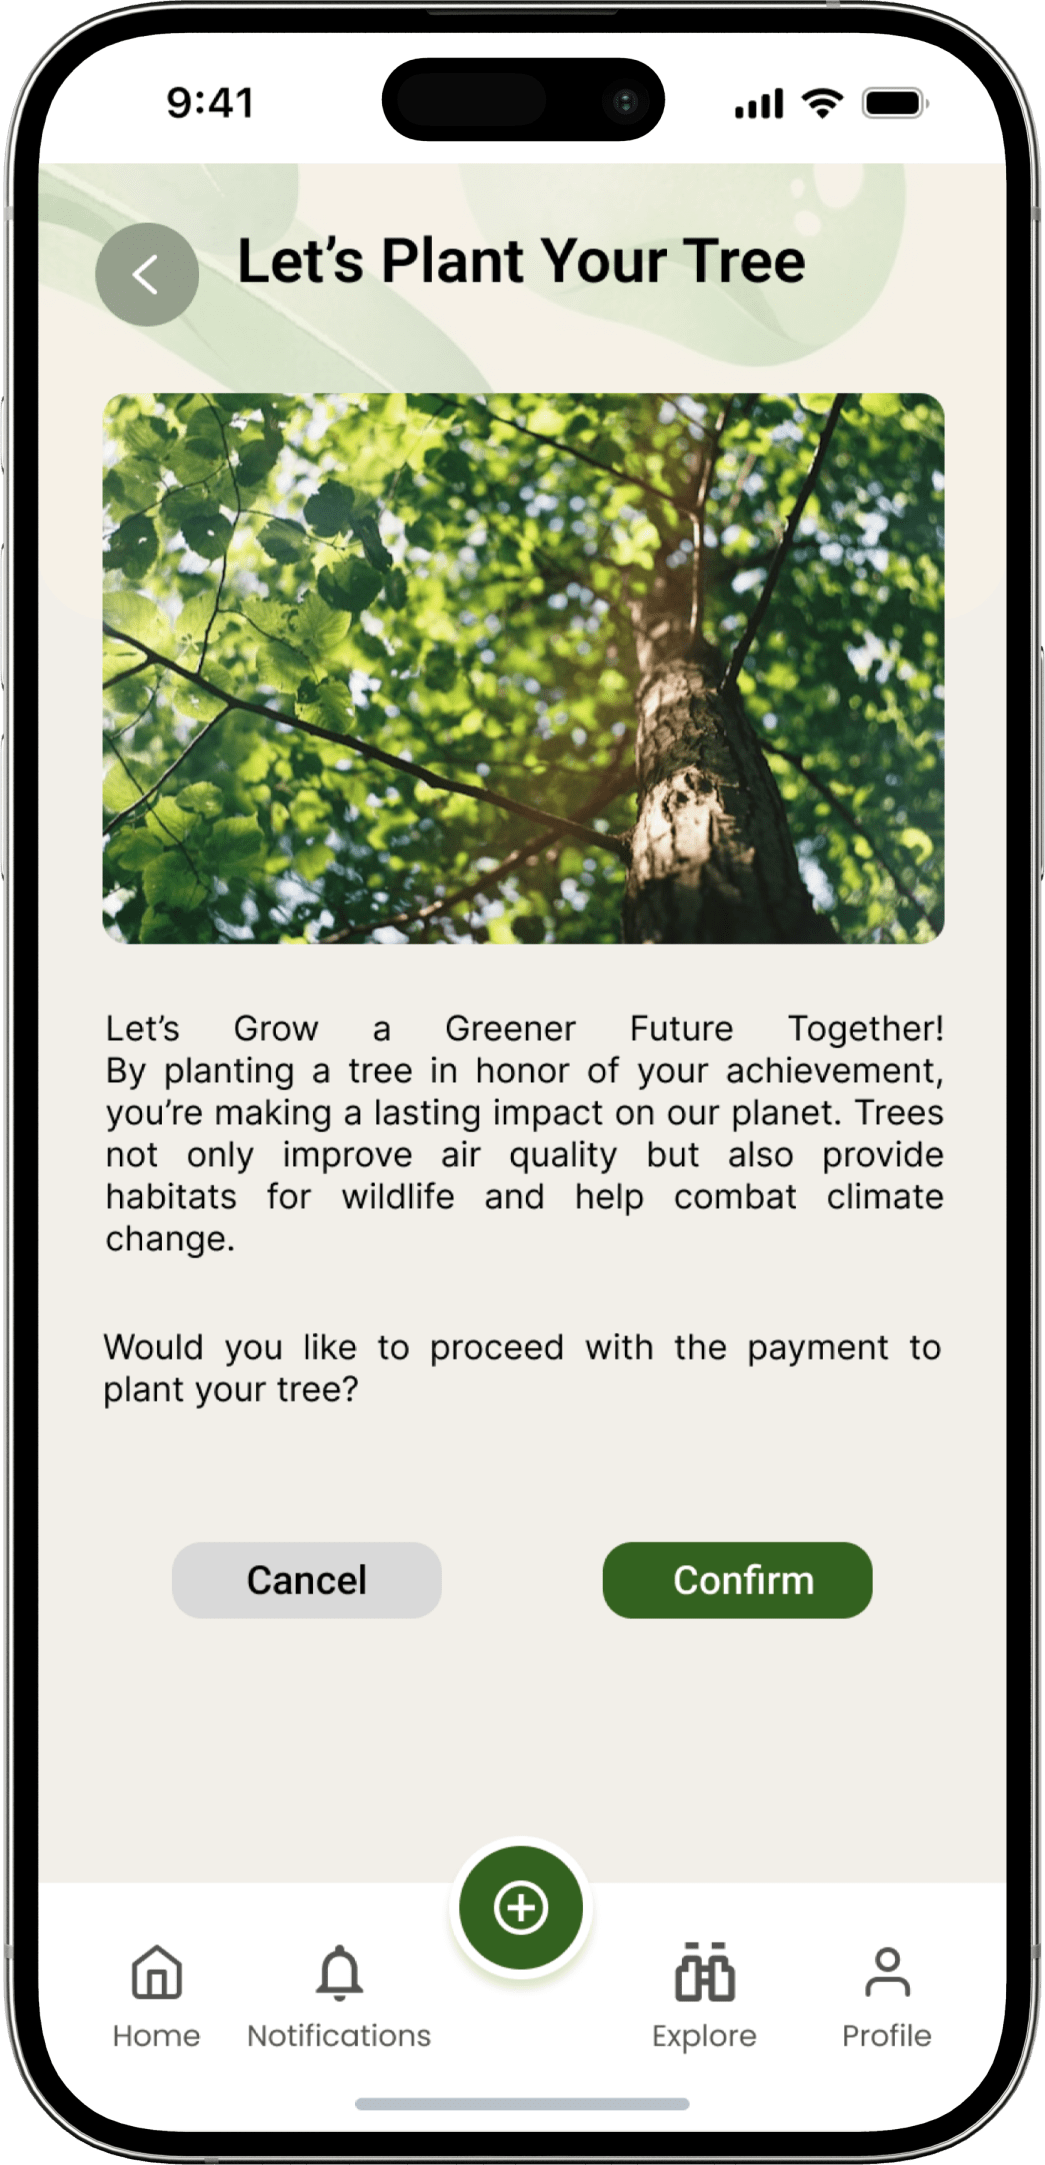 9:41
Let’s Plant Your Tree
Let’s Grow a Greener Future Together!
By planting a tree in honor of your achievement,
you’re making a lasting impact on our planet. Trees
not only improve air quality but also provide
habitats for wildlife and help combat climate
change.
Would you like to proceed with the payment to
plant your tree?
Cancel
Confirm
Home
Notifications
Explore
Profile